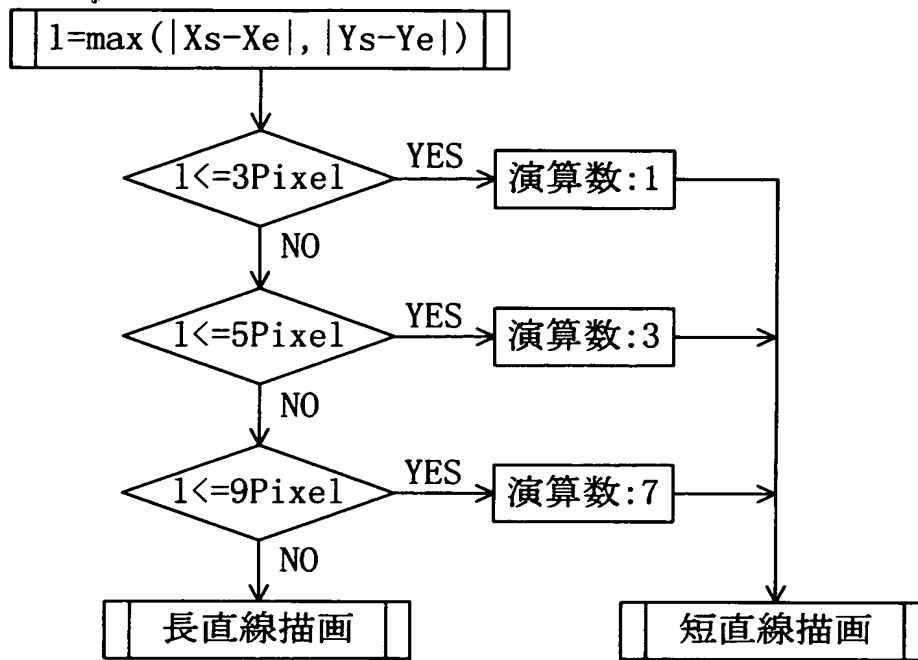 l=max(|Xs-Xe|,|Ys-Ye|)
l<=3Pixel
YES
演算数:1
NO
l<=5Pixel
YES
演算数:3
NO
l<=9Pixel
YES
演算数:7
NO
長直線描画
短直線描画